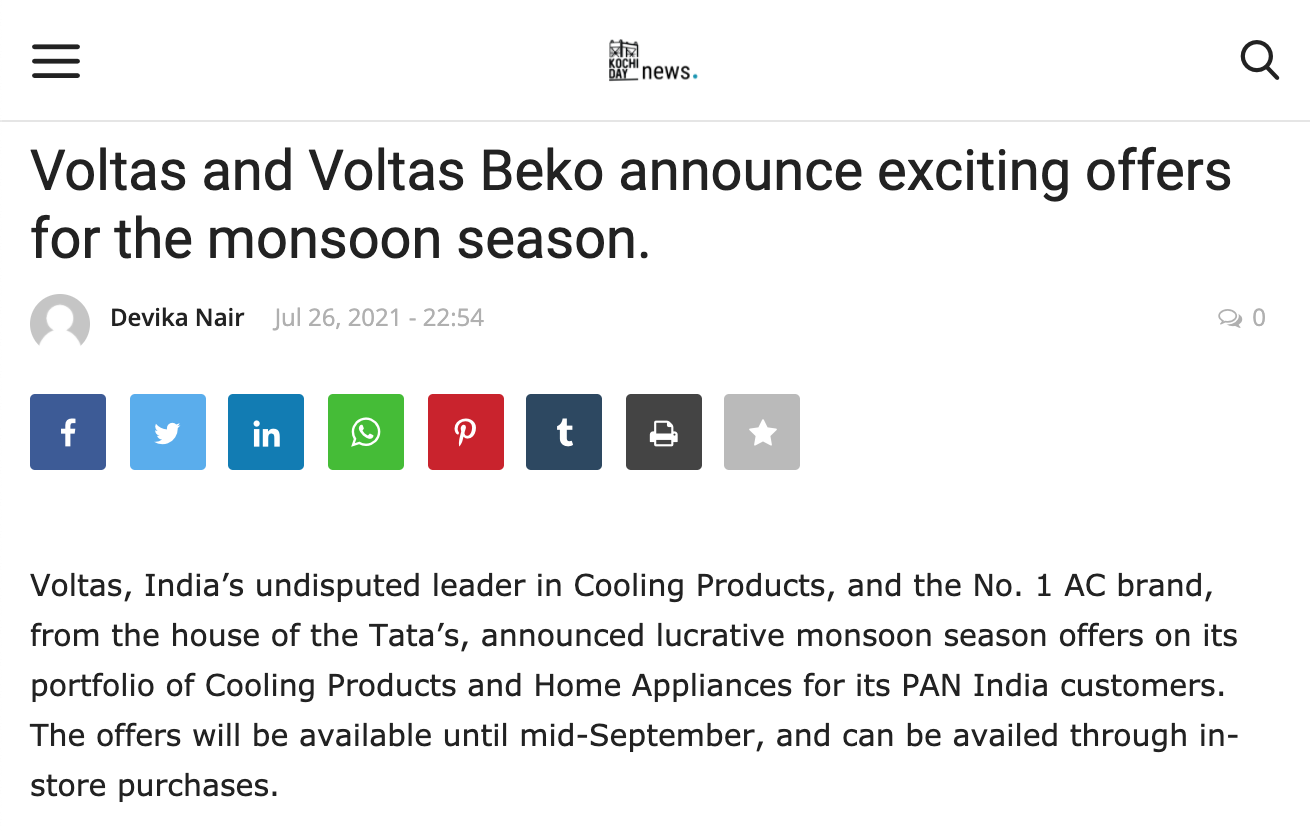 KOCHI
DAY news.
Voltas and Voltas Beko announce exciting offers
for the monsoon season.
Devika Nair Jul 26, 2021 - 22:54 0
Voltas, India’s undisputed leader in Cooling Products, and the No. 1 AC brand,
from the house of the Tata’s, announced lucrative monsoon season offers on its
portfolio of Cooling Products and Home Appliances for its PAN India customers.
The offers will be available until mid-September, and can be availed through in-
store purchases.